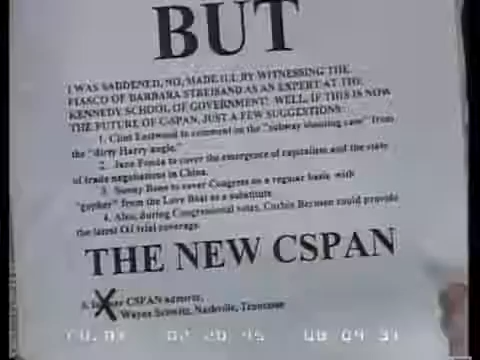 BUT
I WAS SADDENED, NO, MADE ILL BY WITNESSING THE
FIASCO OF BARBARA STREISAND AS AN EXPERT AT THE
KENNEDY SCHOOL OF GOVERNMENT! WELL, IF THIS IS NOW
THE FUTURE OF C-SPAN, JUST A FEW SUGGESTIONS:
1. Clint Eastwood to comment on the "subway shooting case" from
the "dirty Harry angle."
2. Jane Fonda to cover the emergence of capitalism and the state
of trade negotiations in China.
3. Sonny Bono to cover Congress on a regular basis with
"gopher" from the Love Boat as a substitute.
4. Also, during Congressional votes, Corbin Bernsen could provide
the latest OJ trial coverage.
THE NEW CSPAN
CSPAN
Wayne Nashville, Tennessee
02 20 95 00 04 31